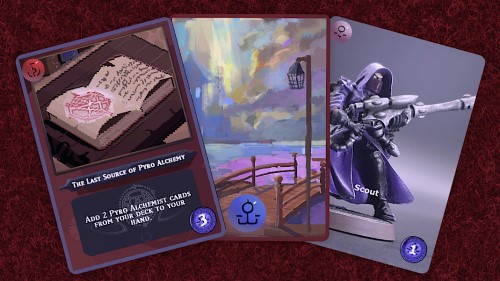 The Last Source of Pyro Alchemy
Add 2 Pyro Alchemist cards
from your deck to your
hand.
3
Scout
1